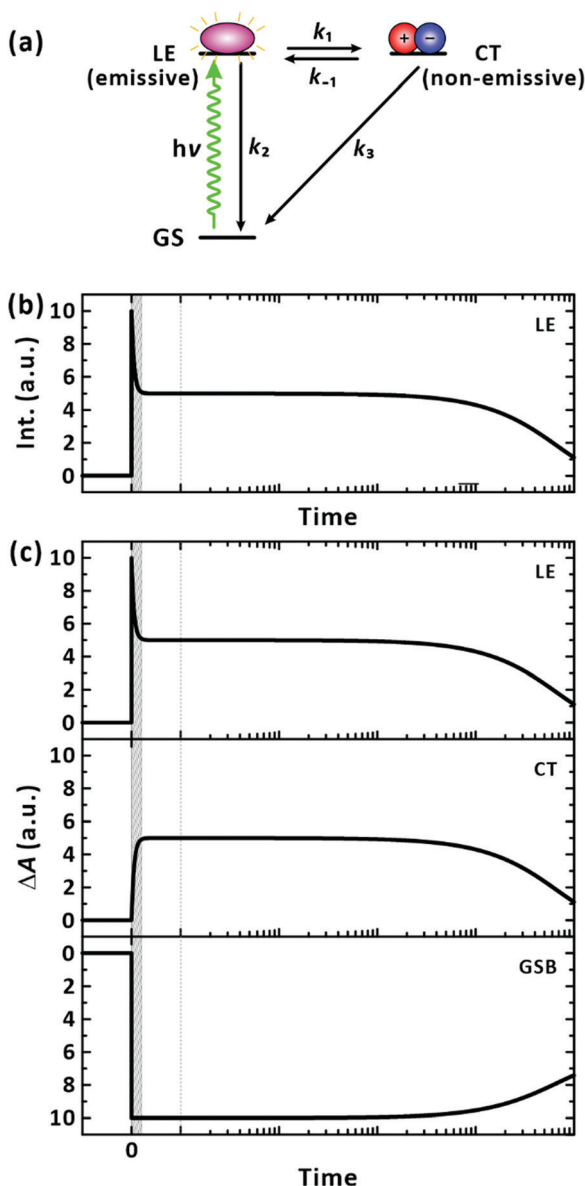 (a)
LE
(emissive)
k₁
k₋₁
+
−
CT
(non-emissive)
hν
k₂
k₃
GS
(b)
Int. (a.u.)
10
8
6
4
2
0
LE
Time
(c)
ΔA (a.u.)
10
8
6
4
2
0
LE
10
8
6
4
2
0
CT
0
2
4
6
8
10
GSB
0
Time